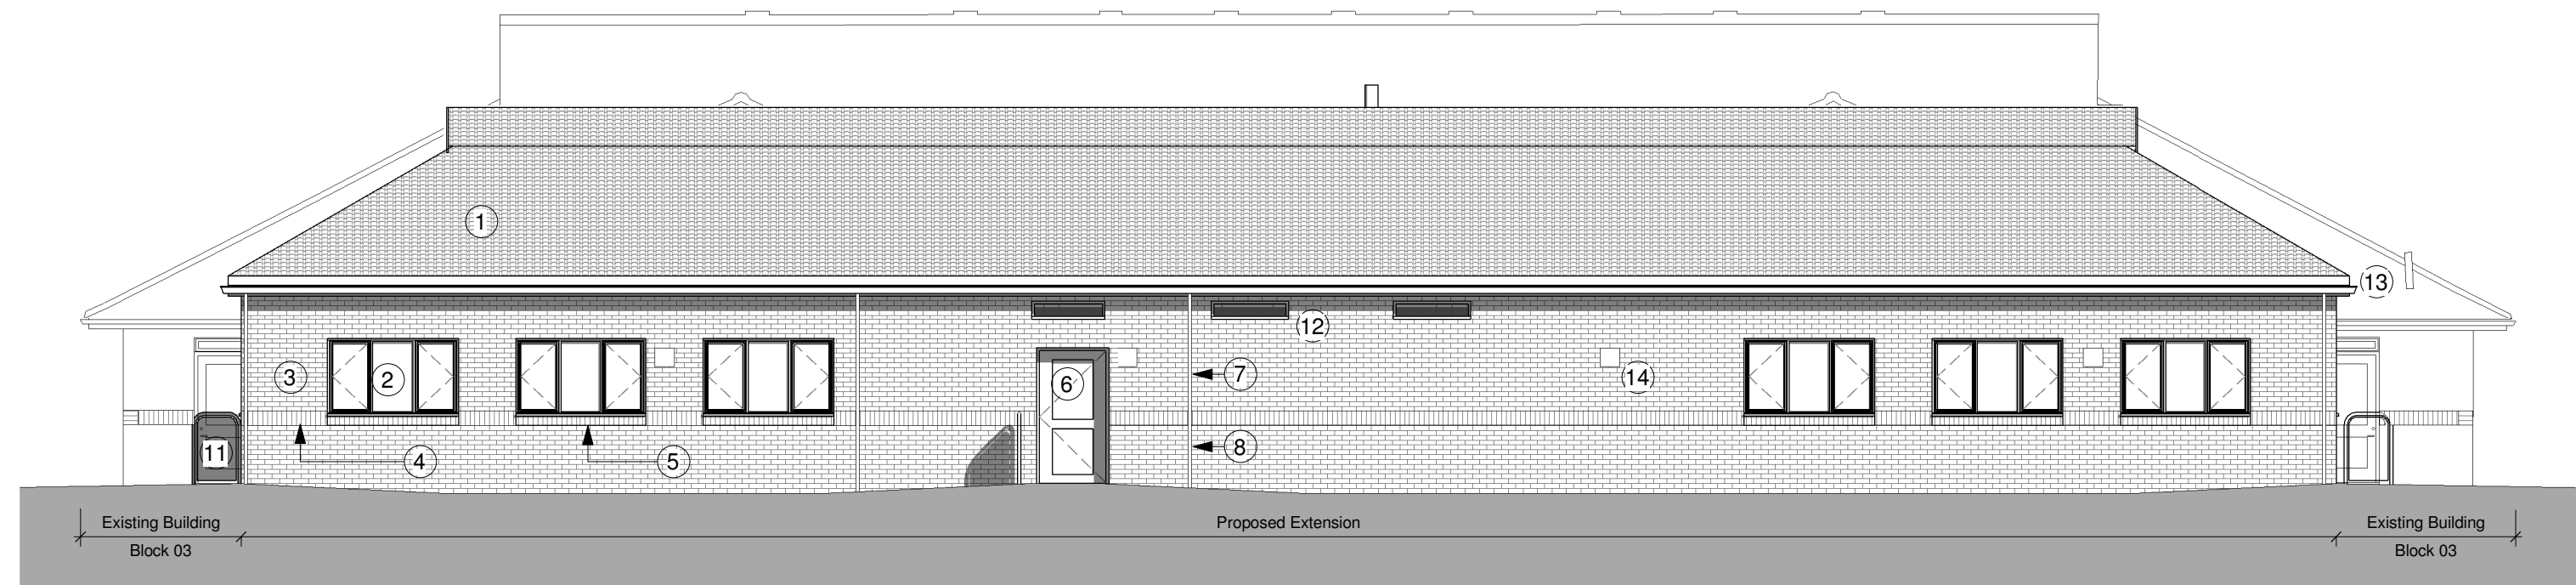 1
13
12
3
2
6
7
14
11
4
5
8
Existing Building
Proposed Extension
Existing Building
Block 03
Block 03